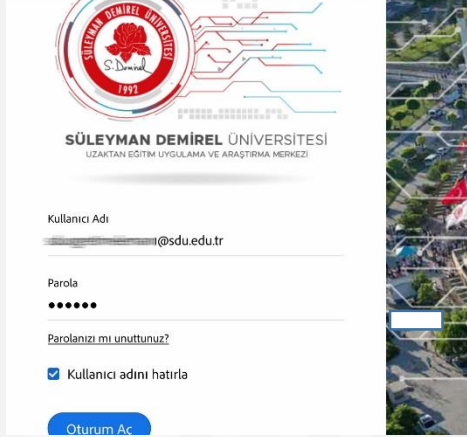 SÜLEYMAN DEMİREL ÜNİVERSİTESİ
S. Demirel
1992
SÜLEYMAN DEMİREL ÜNİVERSİTESİ
UZAKTAN EĞİTİM UYGULAMA VE ARAŞTIRMA MERKEZİ
Kullanıcı Adı
@sdu.edu.tr
Parola
Parolanızı mı unuttunuz?
Kullanıcı adını hatırla
Oturum Aç